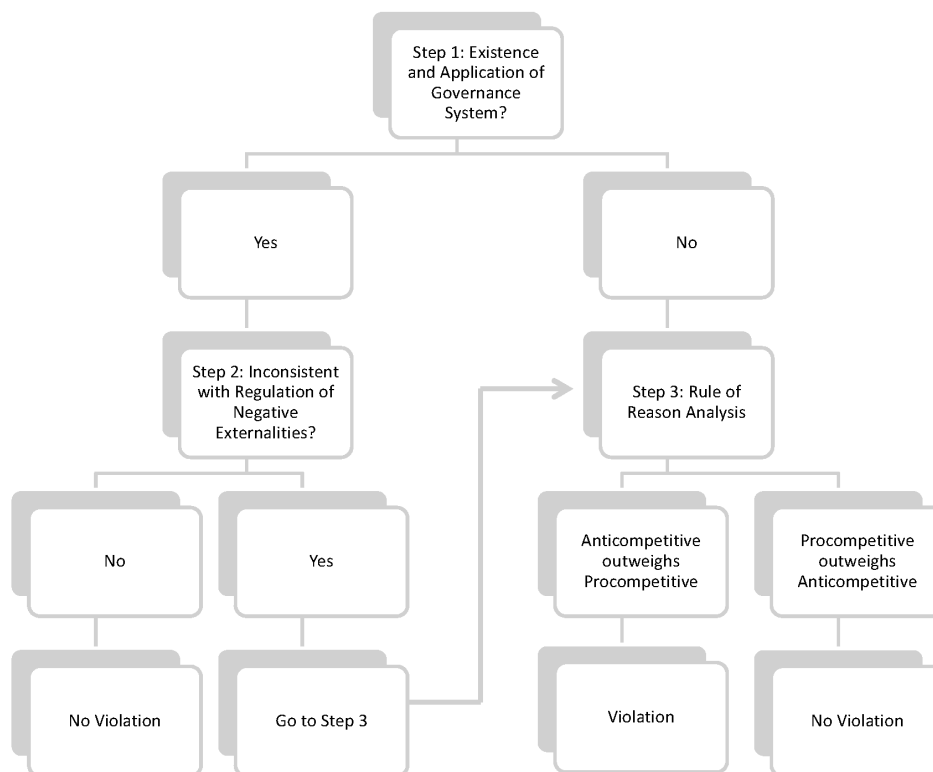 Step 1: Existence
and Application of
Governance
System?
Yes
No
Step 2: Inconsistent
with Regulation of
Negative
Externalities?
Step 3: Rule of
Reason Analysis
No
Yes
Anticompetitive
outweighs
Procompetitive
Procompetitive
outweighs
Anticompetitive
No Violation
Go to Step 3
Violation
No Violation